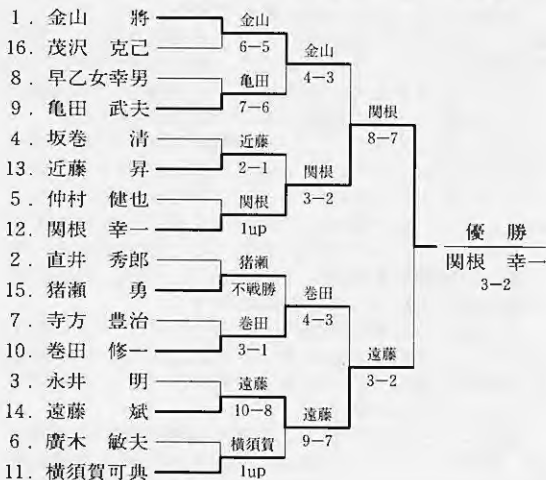 1. 金山 將
16. 茂沢 克己
8. 早乙女幸男
9. 亀田 武夫
4. 坂巻 清
13. 近藤 昇
5. 仲村 健也
12. 関根 幸一
2. 直井 秀郎
15. 猪瀬 勇
7. 寺方 豊治
10. 巻田 修一
3. 永井 明
14. 遠藤 斌
6. 廣木 敏夫
11. 横須賀可典
金山
6−5
亀田
7−6
近藤
2−1
関根
1up
猪瀬
不戦勝
巻田
3−1
遠藤
10−8
横須賀
1up
金山
4−3
関根
3−2
巻田
4−3
遠藤
9−7
関根
8−7
遠藤
3−2
優勝
関根 幸一
3−2